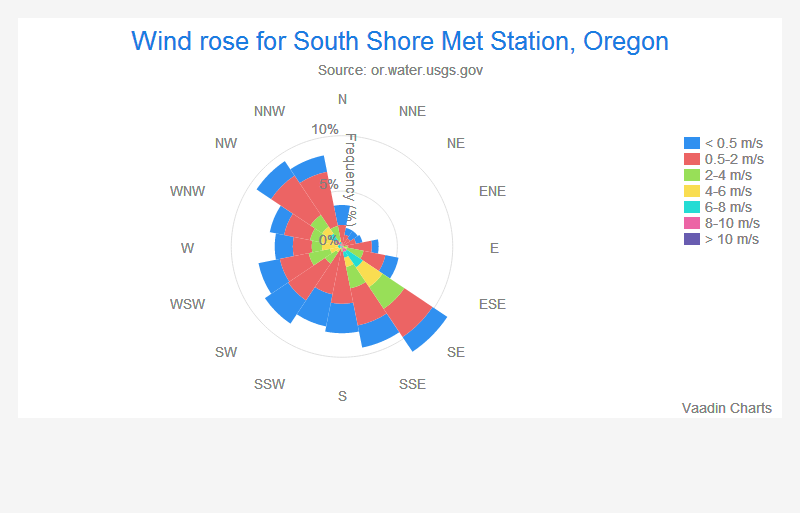 Wind rose for South Shore Met Station, Oregon
Source: or.water.usgs.gov
N
NNE
NE
ENE
E
ESE
SE
SSE
S
SSW
SW
WSW
W
WNW
NW
NNW
10%
5%
0%
Frequency (%)
< 0.5 m/s
0.5-2 m/s
2-4 m/s
4-6 m/s
6-8 m/s
8-10 m/s
> 10 m/s
Vaadin Charts